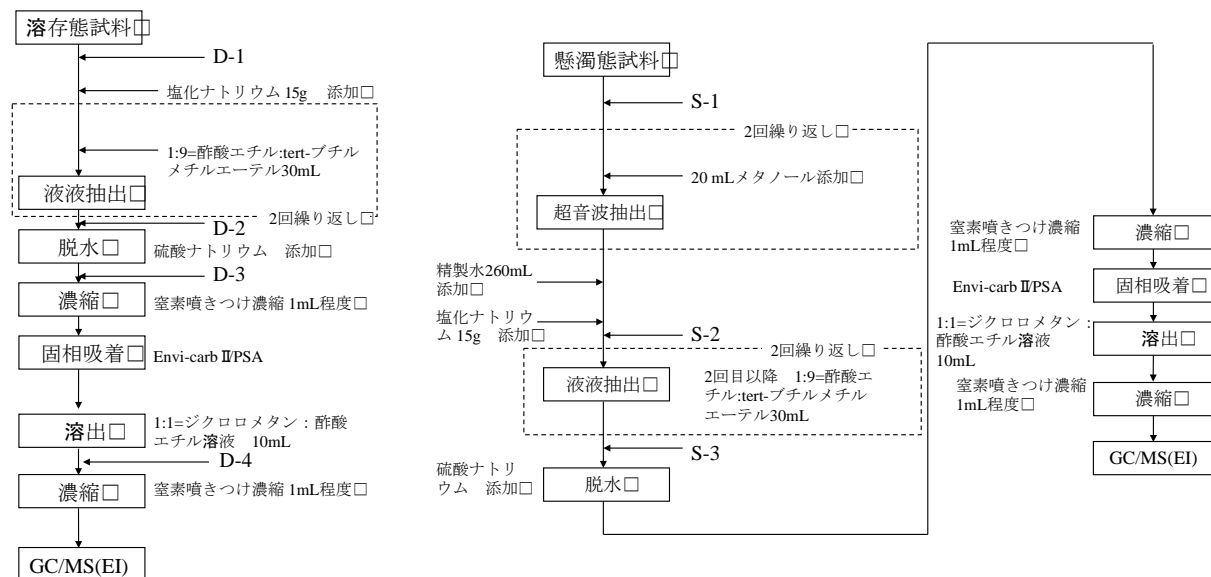 溶存態試料□
D-1
塩化ナトリウム 15g 添加□
1:9=酢酸エチル:tert-ブチル
メチルエーテル30mL
液液抽出□
2回繰り返し□
D-2
脱水□
硫酸ナトリウム 添加□
D-3
濃縮□
窒素噴きつけ濃縮 1mL程度□
固相吸着□
Envi-carb Ⅱ/PSA
溶出□
1:1=ジクロロメタン：酢酸
エチル溶液 10mL
D-4
濃縮□
窒素噴きつけ濃縮 1mL程度□
GC/MS(EI)
懸濁態試料□
S-1
2回繰り返し□
20 mLメタノール添加□
超音波抽出□
精製水260mL
添加□
塩化ナトリウ
ム 15g 添加□
S-2
2回繰り返し□
液液抽出□
2回目以降 1:9=酢酸エ
チル:tert-ブチルメチル
エーテル30mL
S-3
硫酸ナトリ
ウム 添加□
脱水□
窒素噴きつけ濃縮
1mL程度□
濃縮□
Envi-carb Ⅱ/PSA
固相吸着□
1:1=ジクロロメタン：
酢酸エチル溶液
10mL
溶出□
窒素噴きつけ濃縮
1mL程度□
濃縮□
GC/MS(EI)